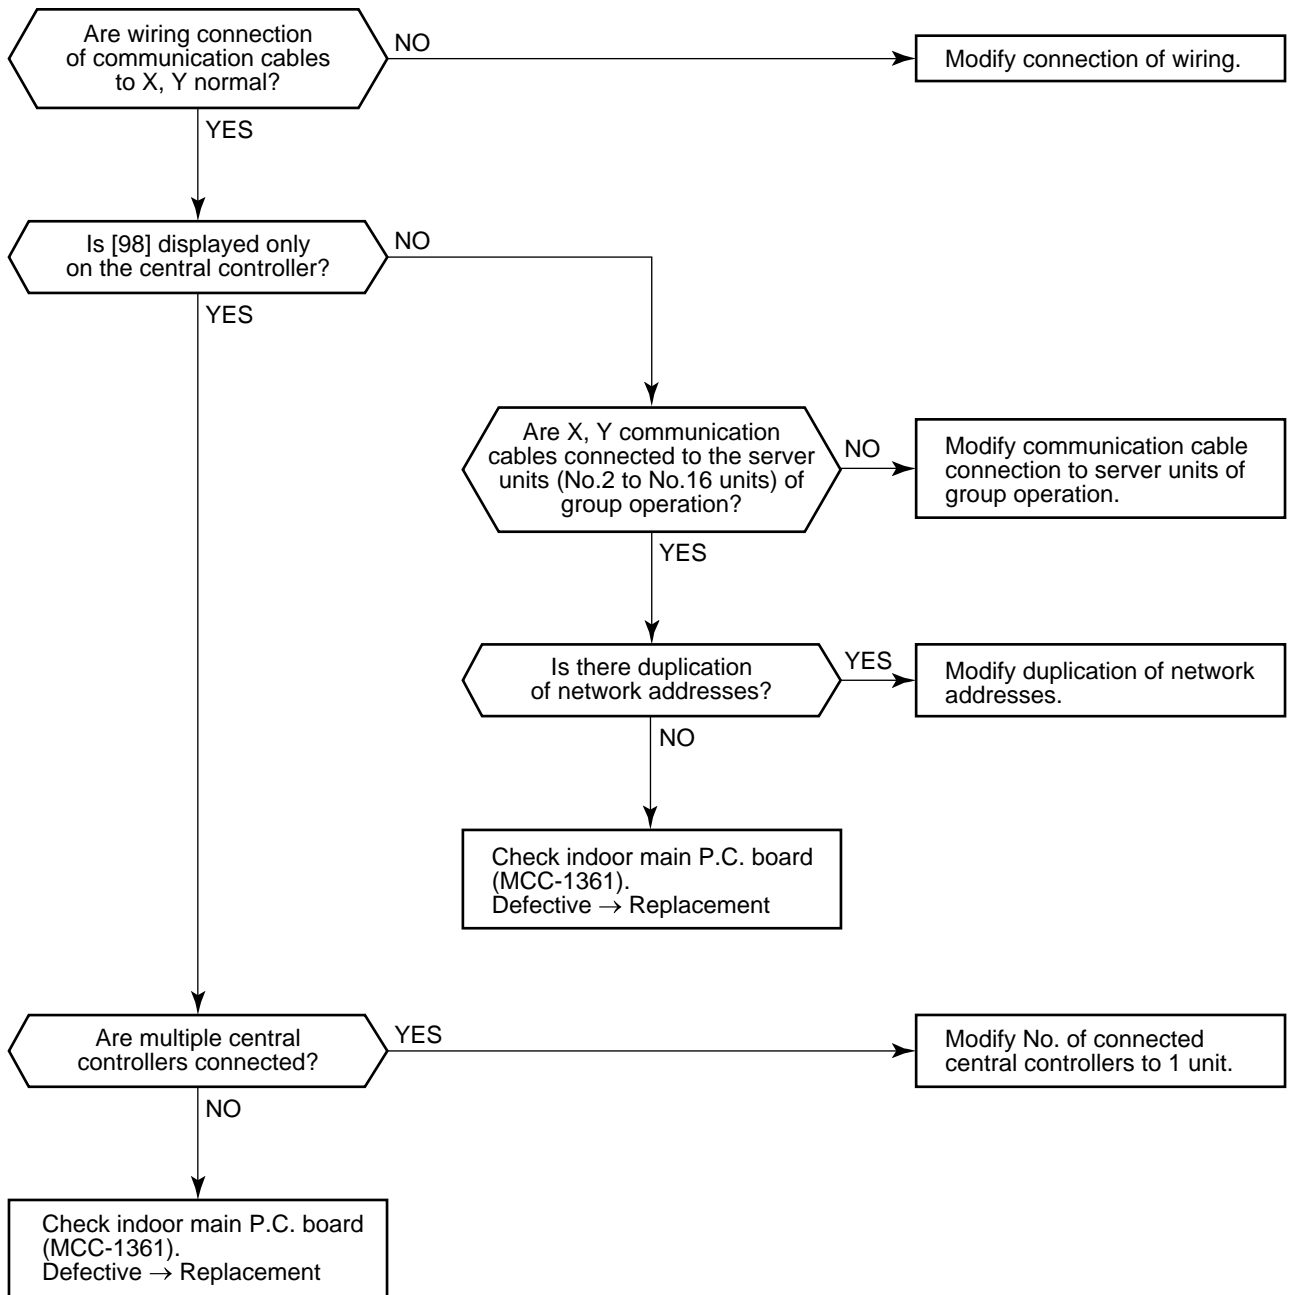 Are wiring connection
of communication cables
to X, Y normal?
NO
Modify connection of wiring.
YES
Is [98] displayed only
on the central controller?
NO
YES
Are X, Y communication
cables connected to the server
units (No.2 to No.16 units) of
group operation?
NO
Modify communication cable
connection to server units of
group operation.
YES
Is there duplication
of network addresses?
YES
Modify duplication of network
addresses.
NO
Check indoor main P.C. board
(MCC-1361).
Defective → Replacement
Are multiple central
controllers connected?
YES
Modify No. of connected
central controllers to 1 unit.
NO
Check indoor main P.C. board
(MCC-1361).
Defective → Replacement